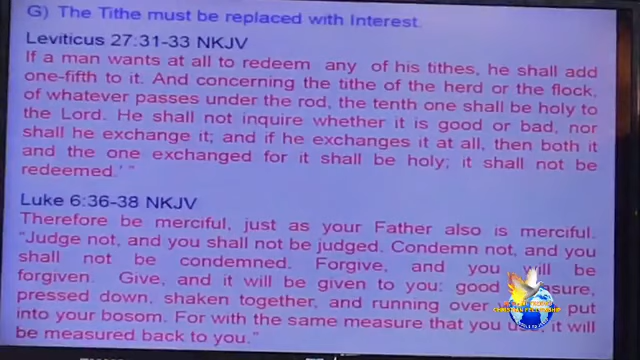 G) The Tithe must be replaced with Interest.
Leviticus 27:31-33 NKJV
If a man wants at all to redeem any of his tithes, he shall add
one-fifth to it. And concerning the tithe of the herd or the flock,
of whatever passes under the rod, the tenth one shall be holy to
the Lord. He shall not inquire whether it is good or bad, nor
shall he exchange it; and if he exchanges it at all, then both it
and the one exchanged for it shall be holy; it shall not be
redeemed.' "
Luke 6:36-38 NKJV
Therefore be merciful, just as your Father also is merciful.
"Judge not, and you shall not be judged. Condemn not, and you
shall not be condemned. Forgive, and you will be
forgiven. Give, and it will be given to you: good
pressed down, shaken together, and running over put
into your bosom. For with the same measure that you use, it will
be measured back to you."
CHRISTIAN FELLOWSHIP